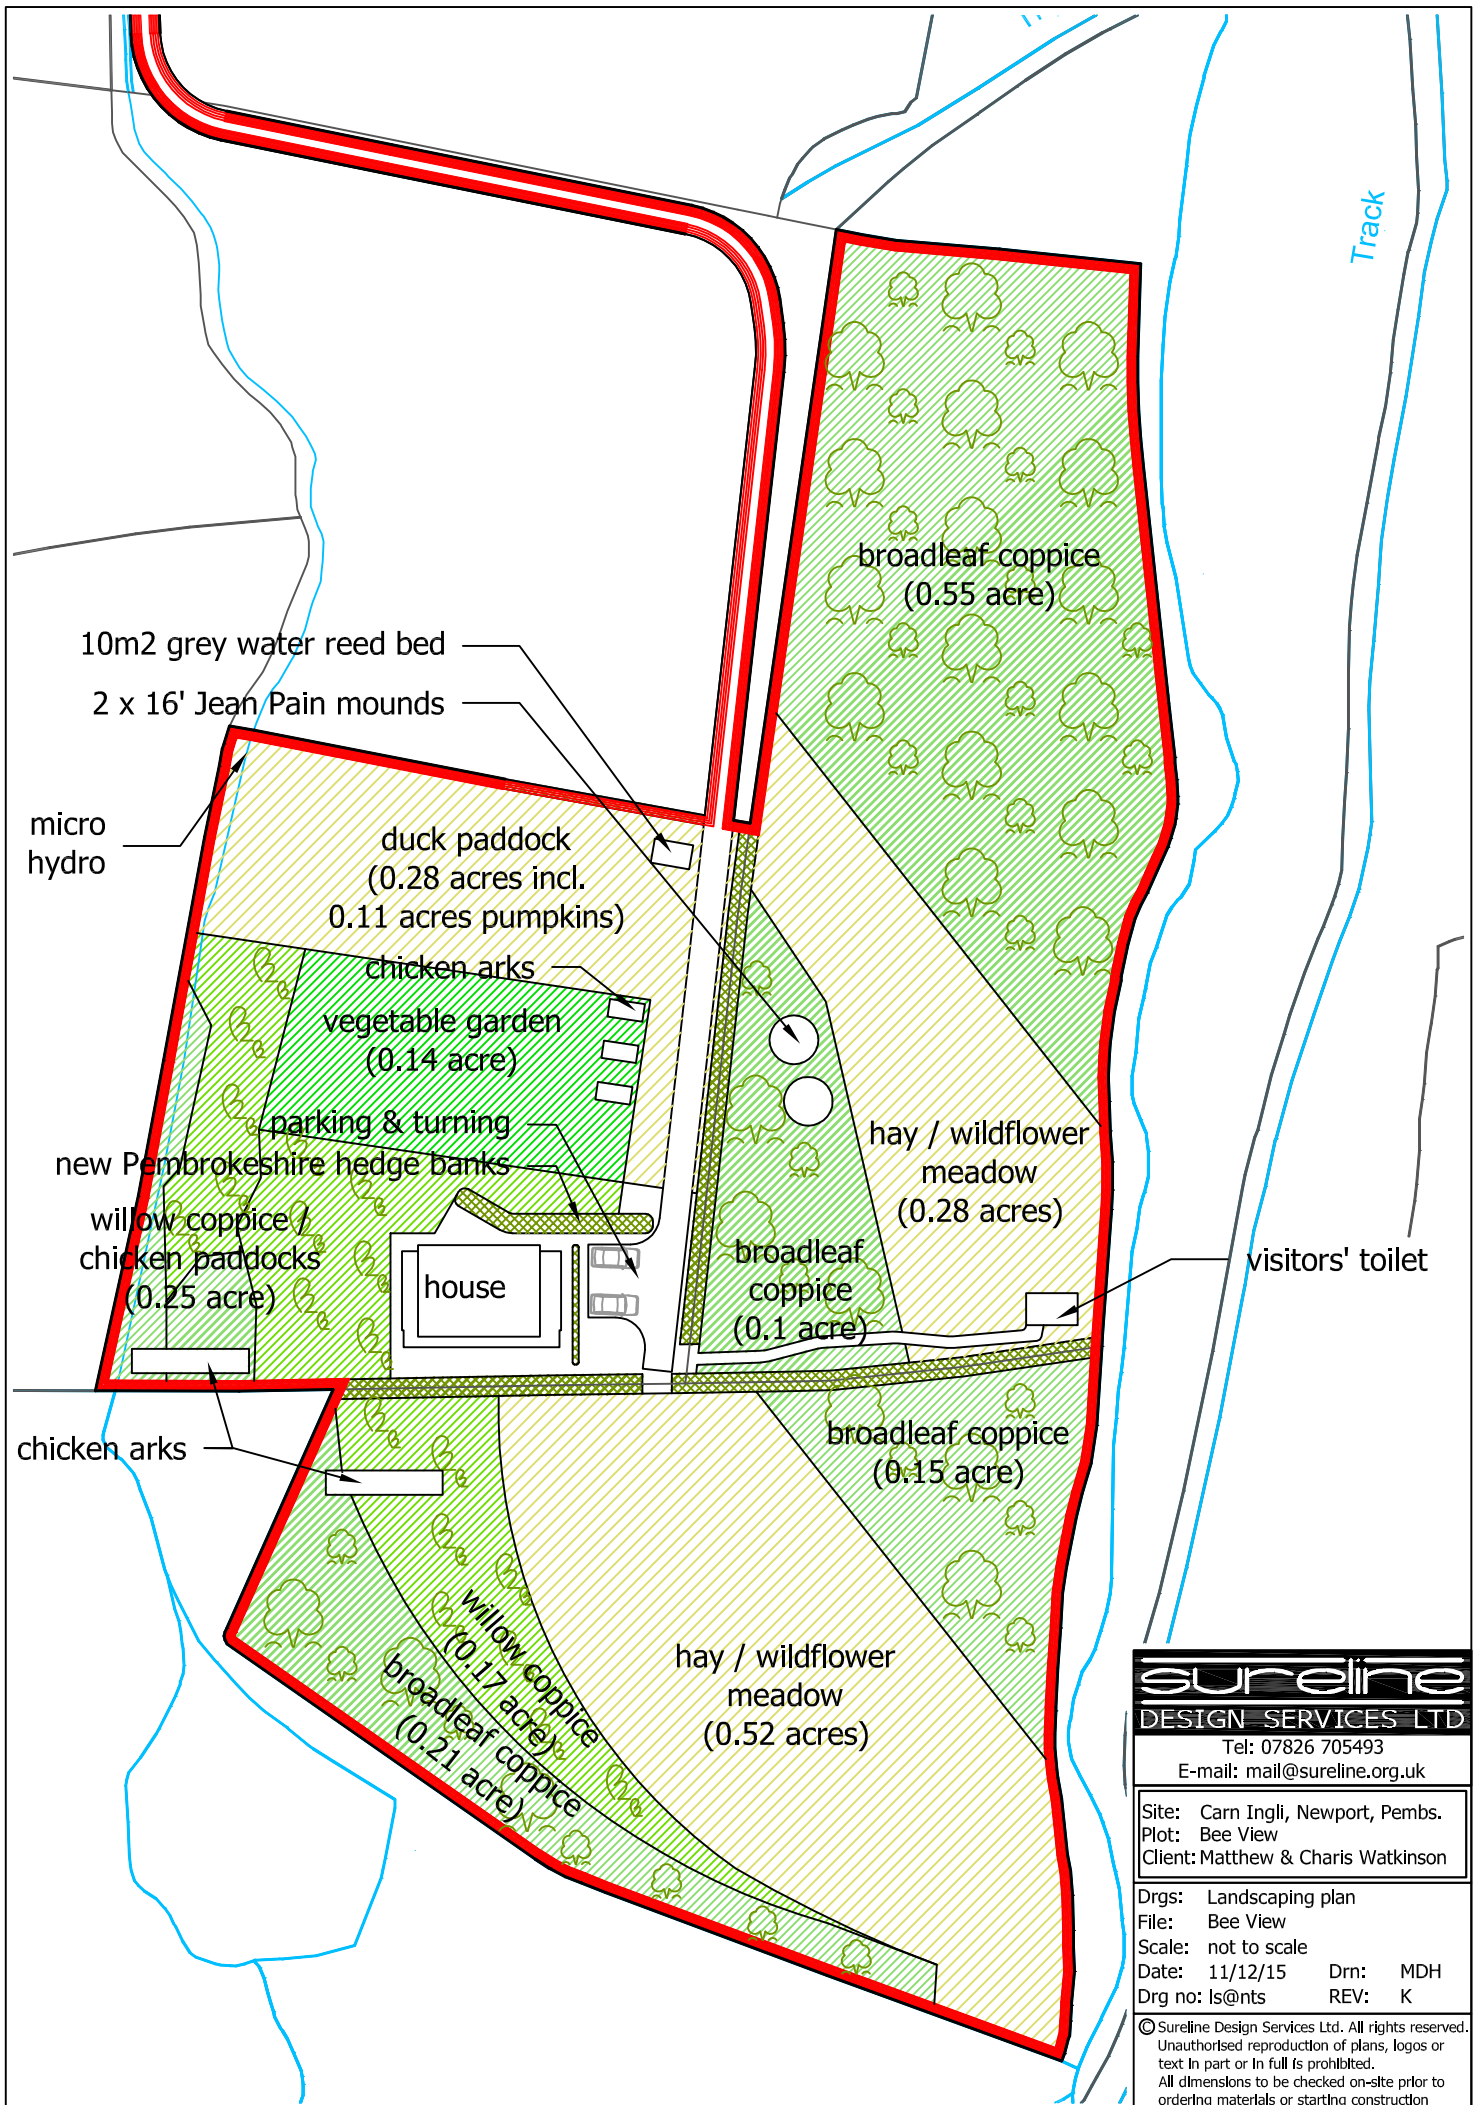 Track
broadleaf coppice
(0.55 acre)
10m2 grey water reed bed
2 x 16' Jean Pain mounds
micro
hydro
duck paddock
(0.28 acres incl.
0.11 acres pumpkins)
chicken arks
vegetable garden
(0.14 acre)
parking & turning
new Pembrokeshire hedge banks
willow coppice /
chicken paddocks
(0.25 acre)
house
hay / wildflower
meadow
(0.28 acres)
broadleaf
coppice
(0.1 acre)
visitors' toilet
chicken arks
broadleaf coppice
(0.15 acre)
willow coppice
(0.17 acre)
broadleaf coppice
(0.21 acre)
hay / wildflower
meadow
(0.52 acres)
sureline
DESIGN SERVICES LTD
Tel: 07826 705493
E-mail: mail@sureline.org.uk
Site: Carn Ingli, Newport, Pembs.
Plot: Bee View
Client: Matthew & Charis Watkinson
Drgs: Landscaping plan
File: Bee View
Scale: not to scale
Date: 11/12/15 Drn: MDH
Drg no: ls@nts REV: K
© Sureline Design Services Ltd. All rights reserved.
Unauthorised reproduction of plans, logos or
text in part or in full is prohibited.
All dimensions to be checked on-site prior to
ordering materials or starting construction